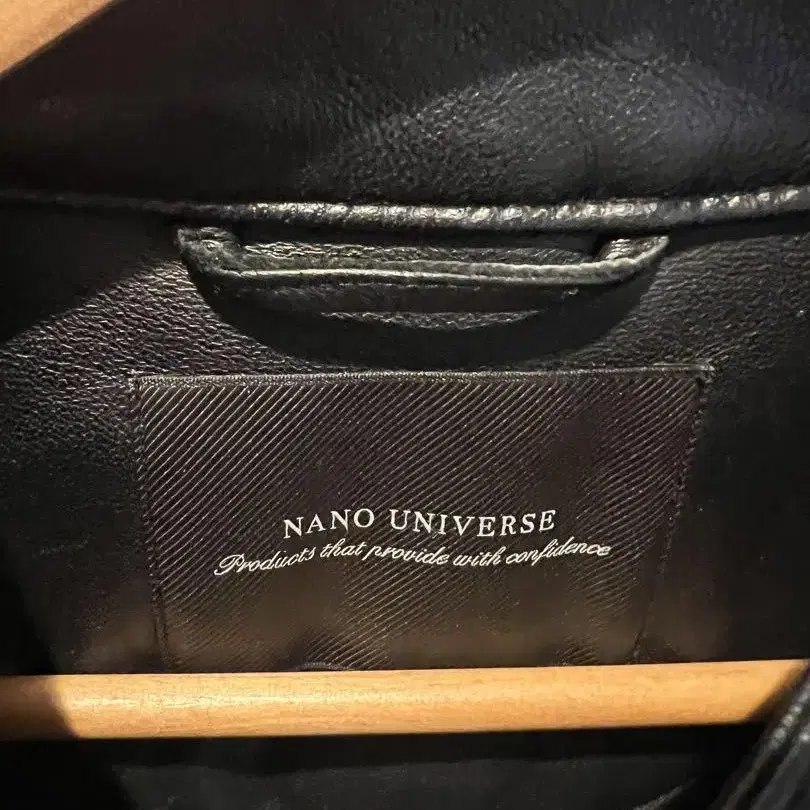 NANO UNIVERSE
Products that provide with confidence